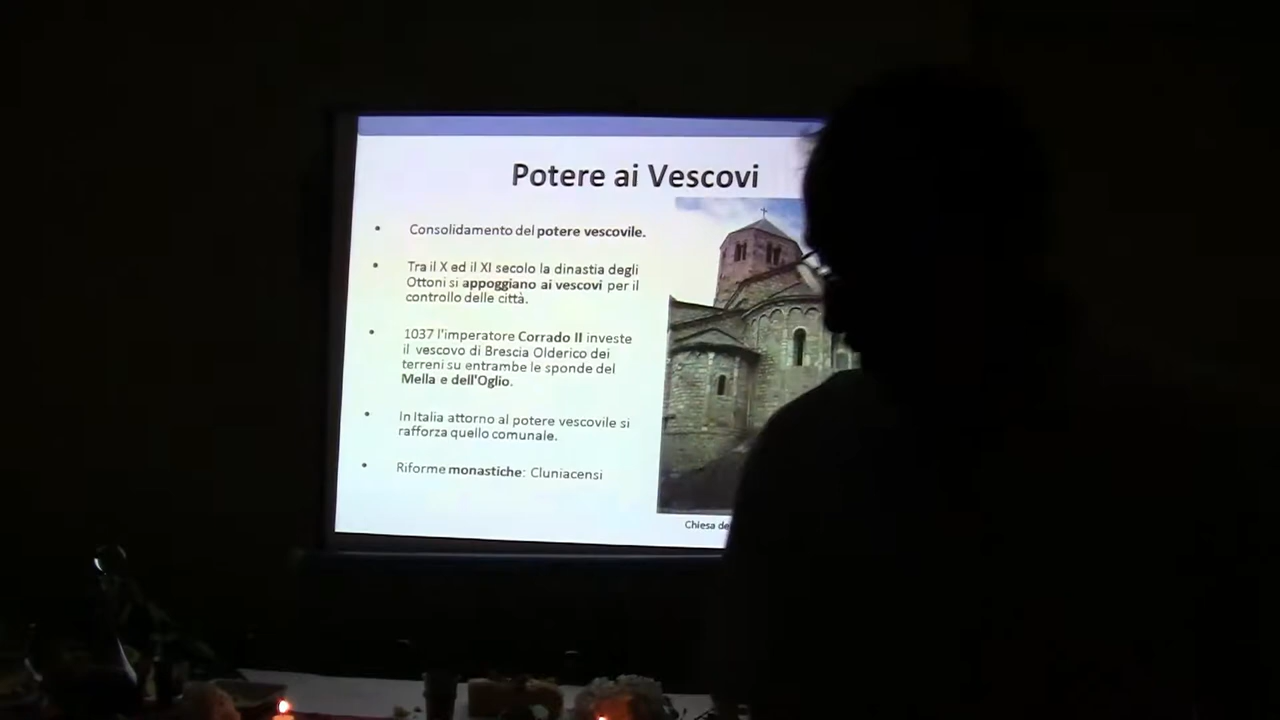 Potere ai Vescovi
• Consolidamento del potere vescovile.
• Tra il X ed il XI secolo la dinastia degli
Ottoni si appoggiano ai vescovi per il
controllo delle città.
• 1037 l'imperatore Corrado II investe
il vescovo di Brescia Olderico dei
terreni su entrambe le sponde del
Mella e dell'Oglio.
• In Italia attorno al potere vescovile si
rafforza quello comunale.
• Riforme monastiche: Cluniacensi
Chiesa